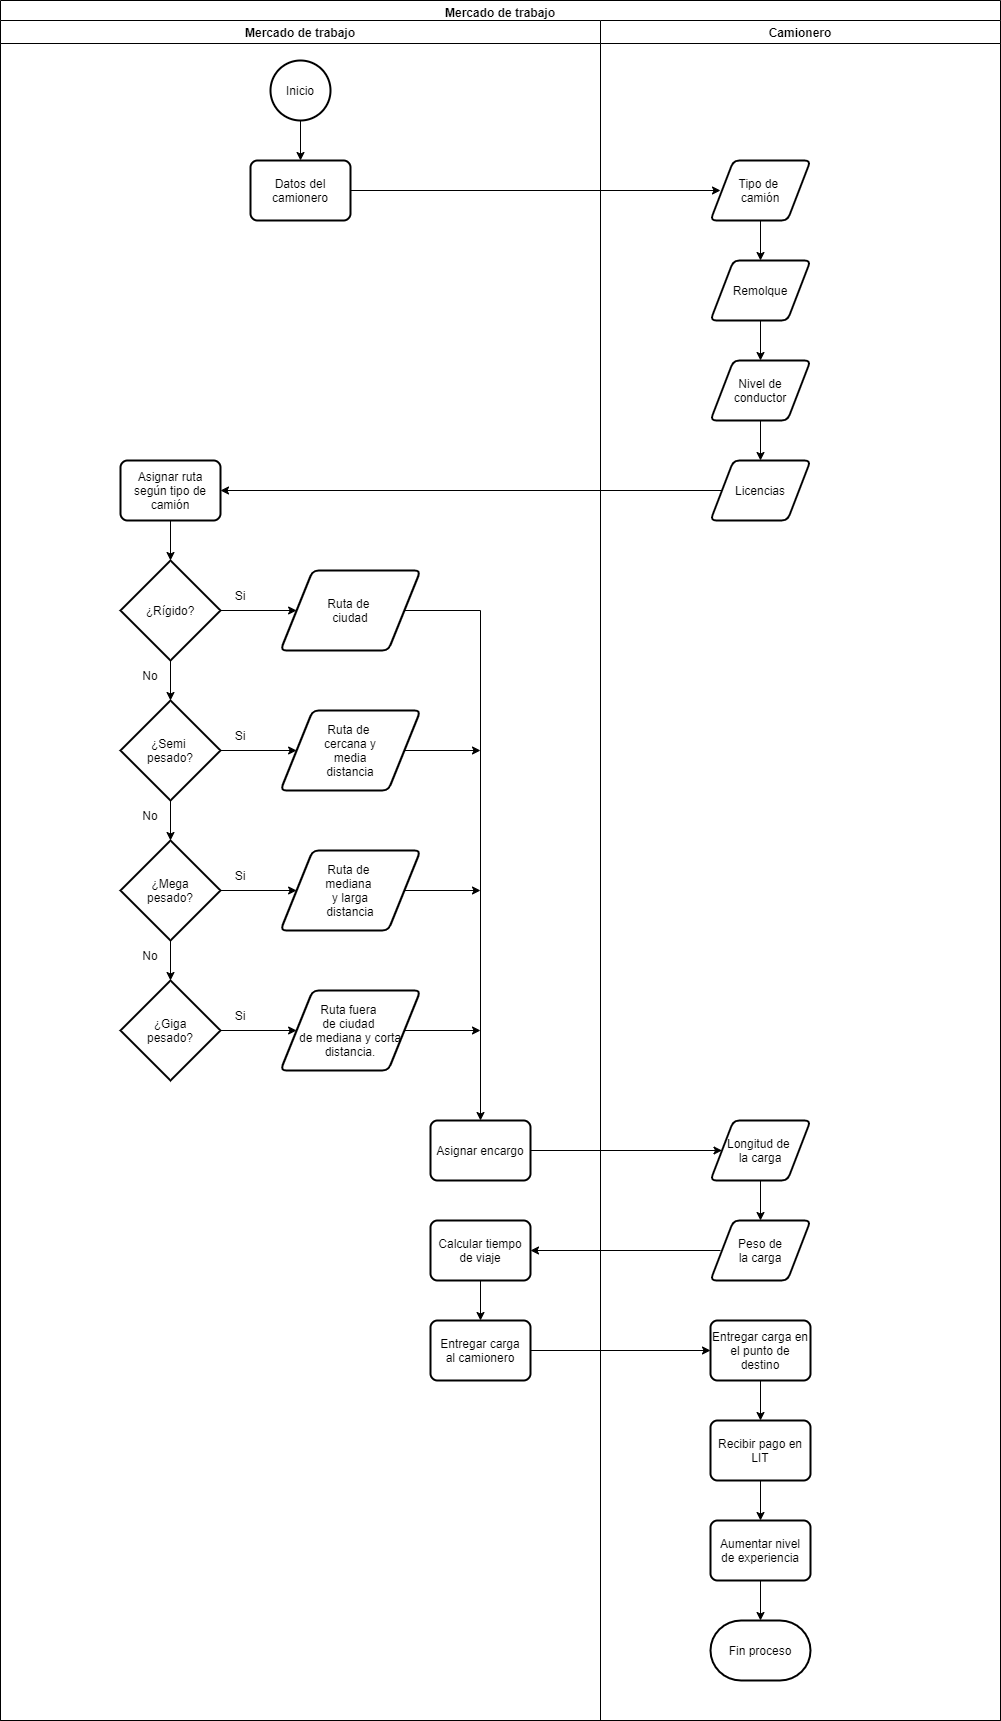 Mercado de trabajo
Mercado de trabajo
Camionero
Inicio
Datos del
camionero
Tipo de
camión
Remolque
Nivel de
conductor
Licencias
Asignar ruta
según tipo de
camión
¿Rígido?
Si
Ruta de
ciudad
No
¿Semi
pesado?
Si
Ruta de
cercana y
media
distancia
No
¿Mega
pesado?
Si
Ruta de
mediana
y larga
distancia
No
¿Giga
pesado?
Si
Ruta fuera
de ciudad
de mediana y corta
distancia.
Asignar encargo
Longitud de
la carga
Peso de
la carga
Calcular tiempo
de viaje
Entregar carga
al camionero
Entregar carga en
el punto de
destino
Recibir pago en
LIT
Aumentar nivel
de experiencia
Fin proceso